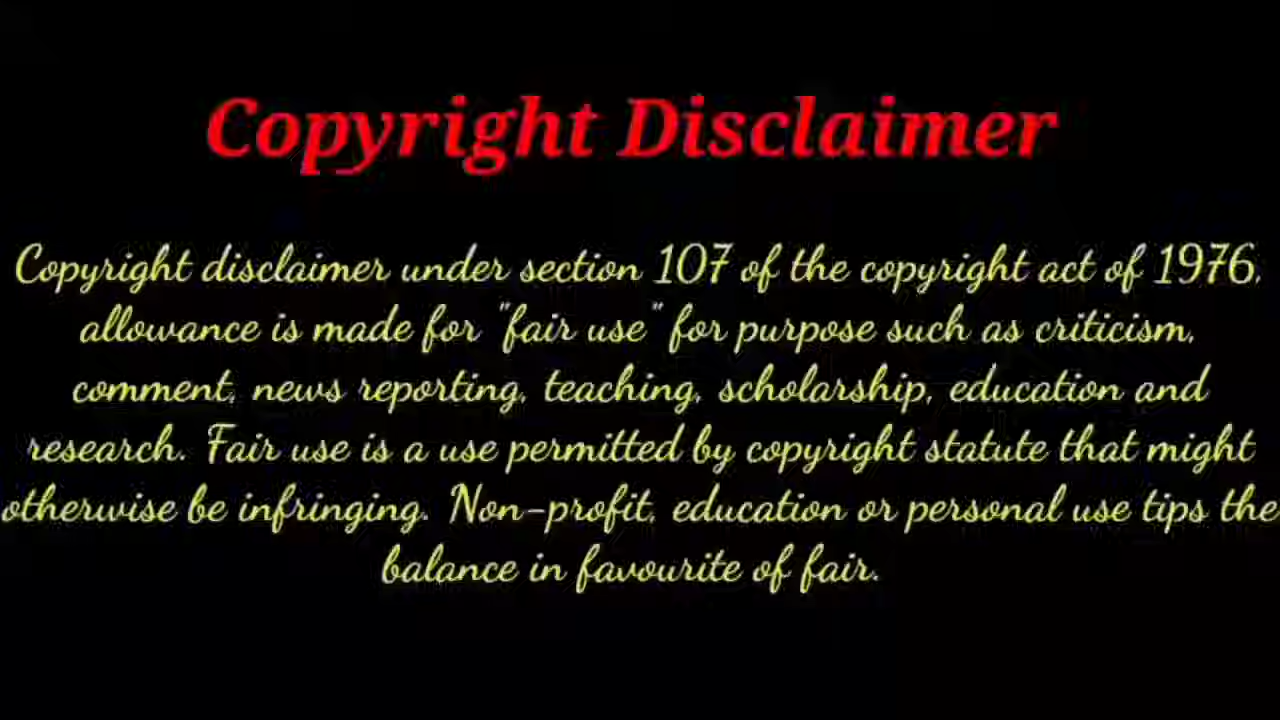 Copyright Disclaimer
Copyright disclaimer under section 107 of the copyright act of 1976,
allowance is made for "fair use" for purpose such as criticism,
comment, news reporting, teaching, scholarship, education and
research. Fair use is a use permitted by copyright statute that might
otherwise be infringing. Non-profit, education or personal use tips the
balance in favourite of fair.